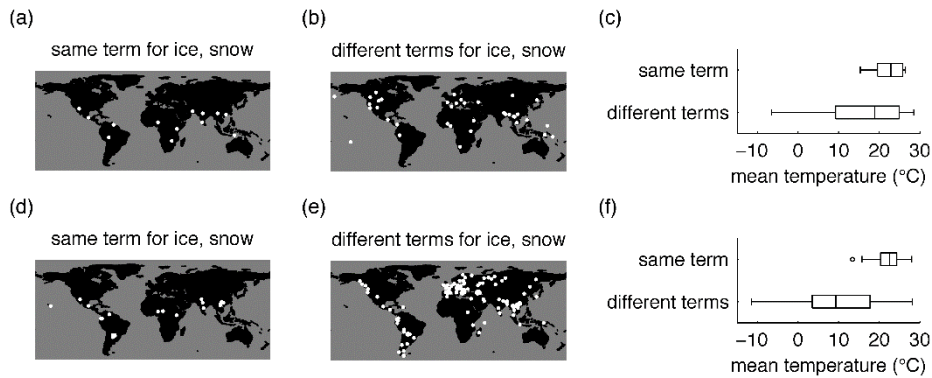 (a)
same term for ice, snow
(b)
different terms for ice, snow
(c)
same term
different terms
−10 0 10 20 30
mean temperature (°C)
(d)
same term for ice, snow
(e)
different terms for ice, snow
(f)
same term
different terms
−10 0 10 20 30
mean temperature (°C)